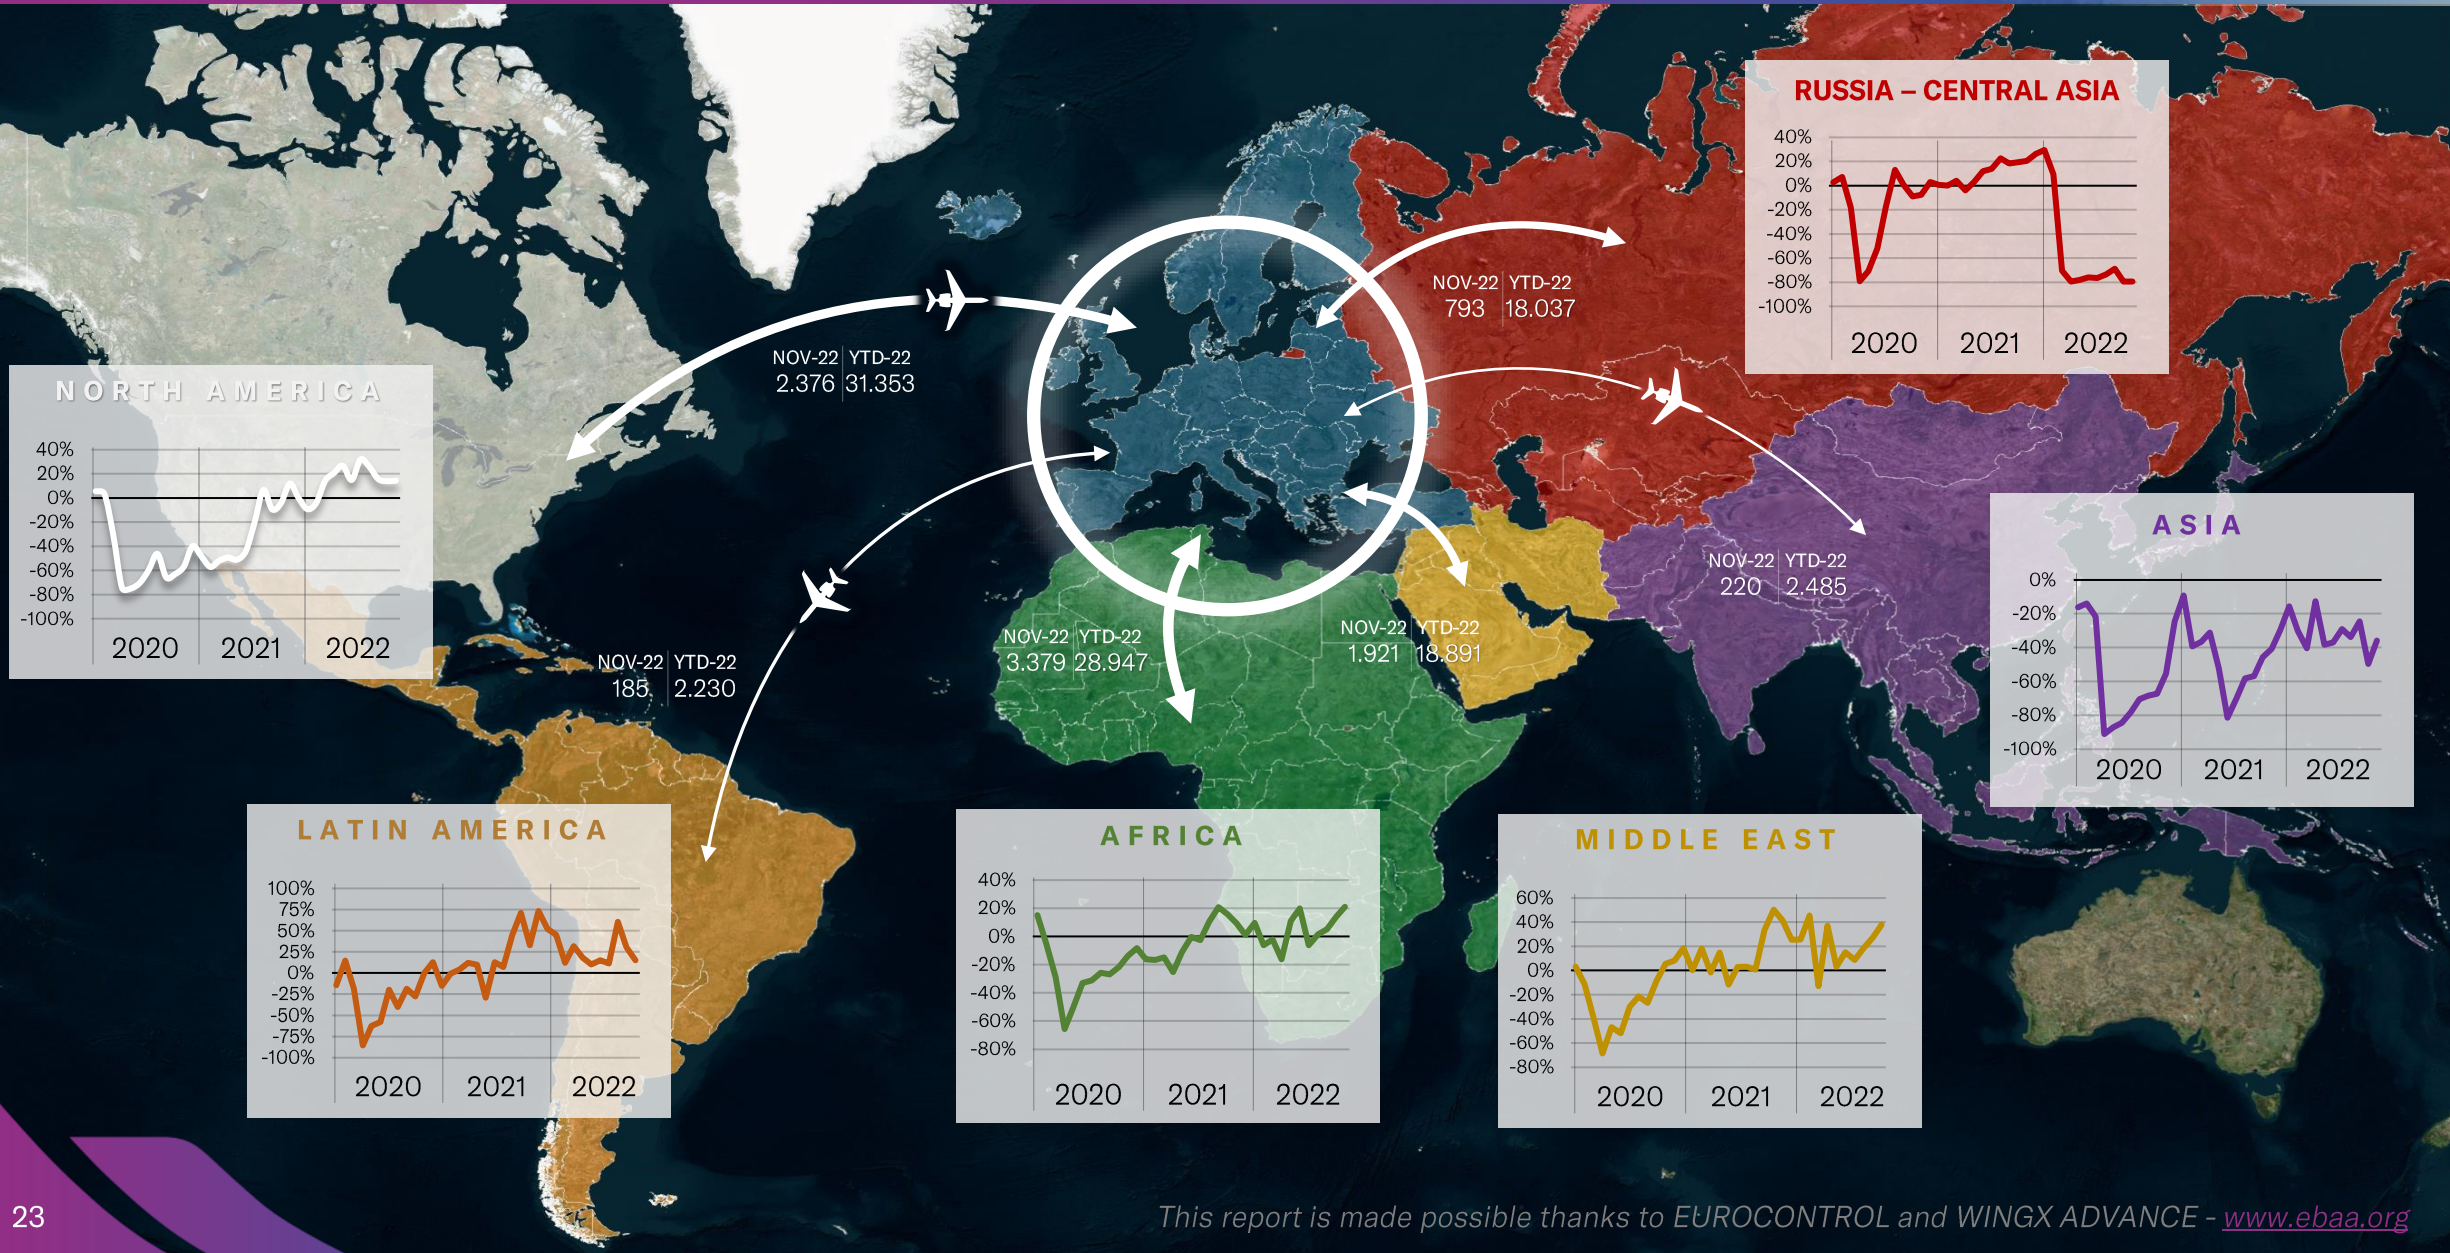 RUSSIA – CENTRAL ASIA
40%
20%
0%
-20%
-40%
-60%
-80%
-100%
2020 2021 2022
NOV-22 YTD-22
793 18.037
NOV-22 YTD-22
2.376 31.353
NORTH AMERICA
40%
20%
0%
-20%
-40%
-60%
-80%
-100%
2020 2021 2022
ASIA
0%
-20%
-40%
-60%
-80%
-100%
2020 2021 2022
NOV-22 YTD-22
220 2.485
NOV-22 YTD-22
3.379 28.947
NOV-22 YTD-22
1.921 18.891
NOV-22 YTD-22
185 2.230
LATIN AMERICA
100%
75%
50%
25%
0%
-25%
-50%
-75%
-100%
2020 2021 2022
AFRICA
40%
20%
0%
-20%
-40%
-60%
-80%
2020 2021 2022
MIDDLE EAST
60%
40%
20%
0%
-20%
-40%
-60%
-80%
2020 2021 2022
23
This report is made possible thanks to EUROCONTROL and WINGX ADVANCE - www.ebaa.org